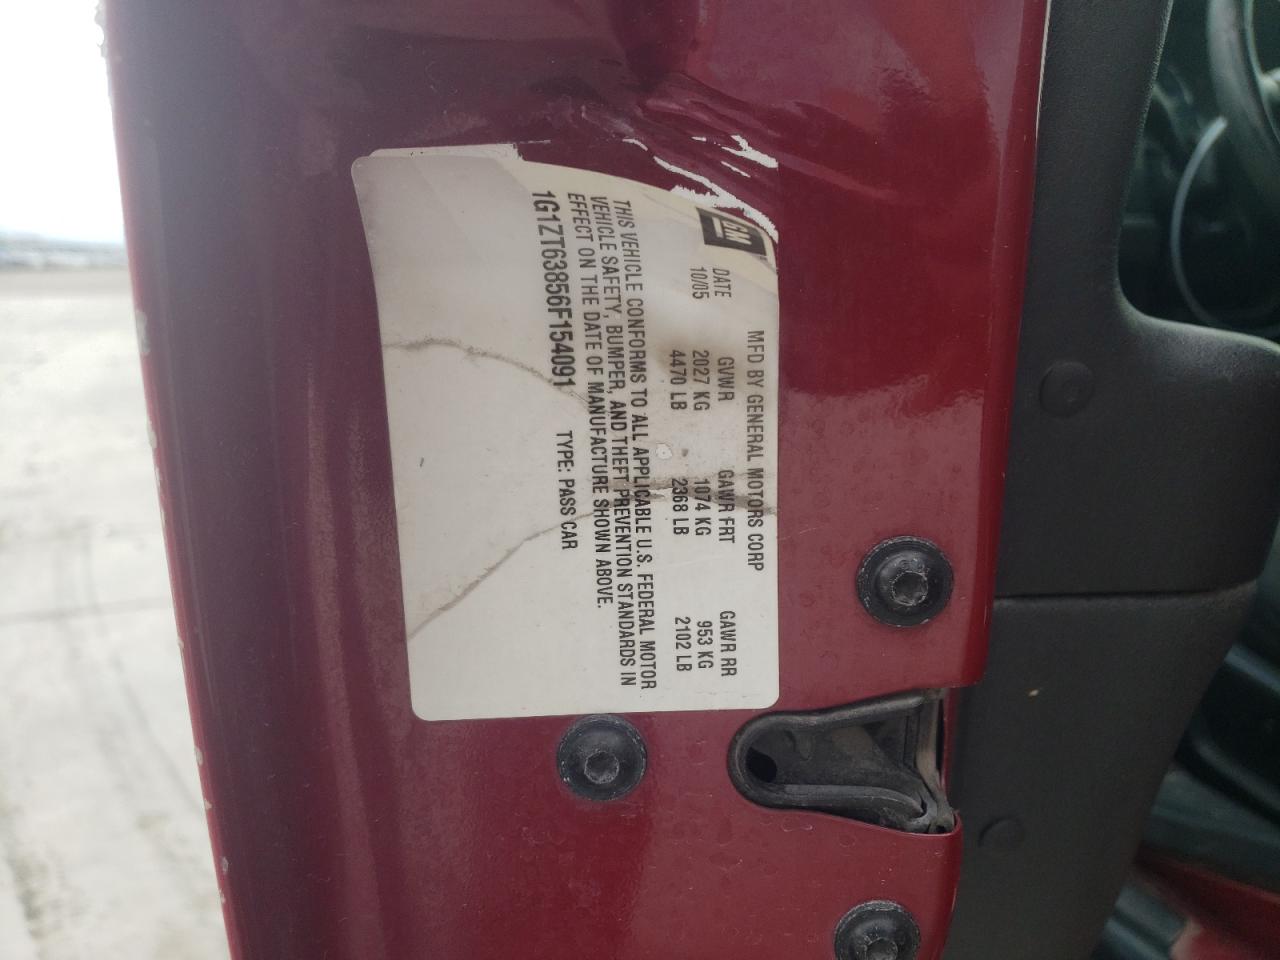 GM
MFD BY GENERAL MOTORS CORP
DATE GVWR GAWR FRT GAWR RR
10/05 2027 KG 1074 KG 953 KG
4470 LB 2368 LB 2102 LB
THIS VEHICLE CONFORMS TO ALL APPLICABLE U.S. FEDERAL MOTOR
VEHICLE SAFETY, BUMPER, AND THEFT PREVENTION STANDARDS IN
EFFECT ON THE DATE OF MANUFACTURE SHOWN ABOVE.
1G1ZT63856F154091 TYPE: PASS CAR